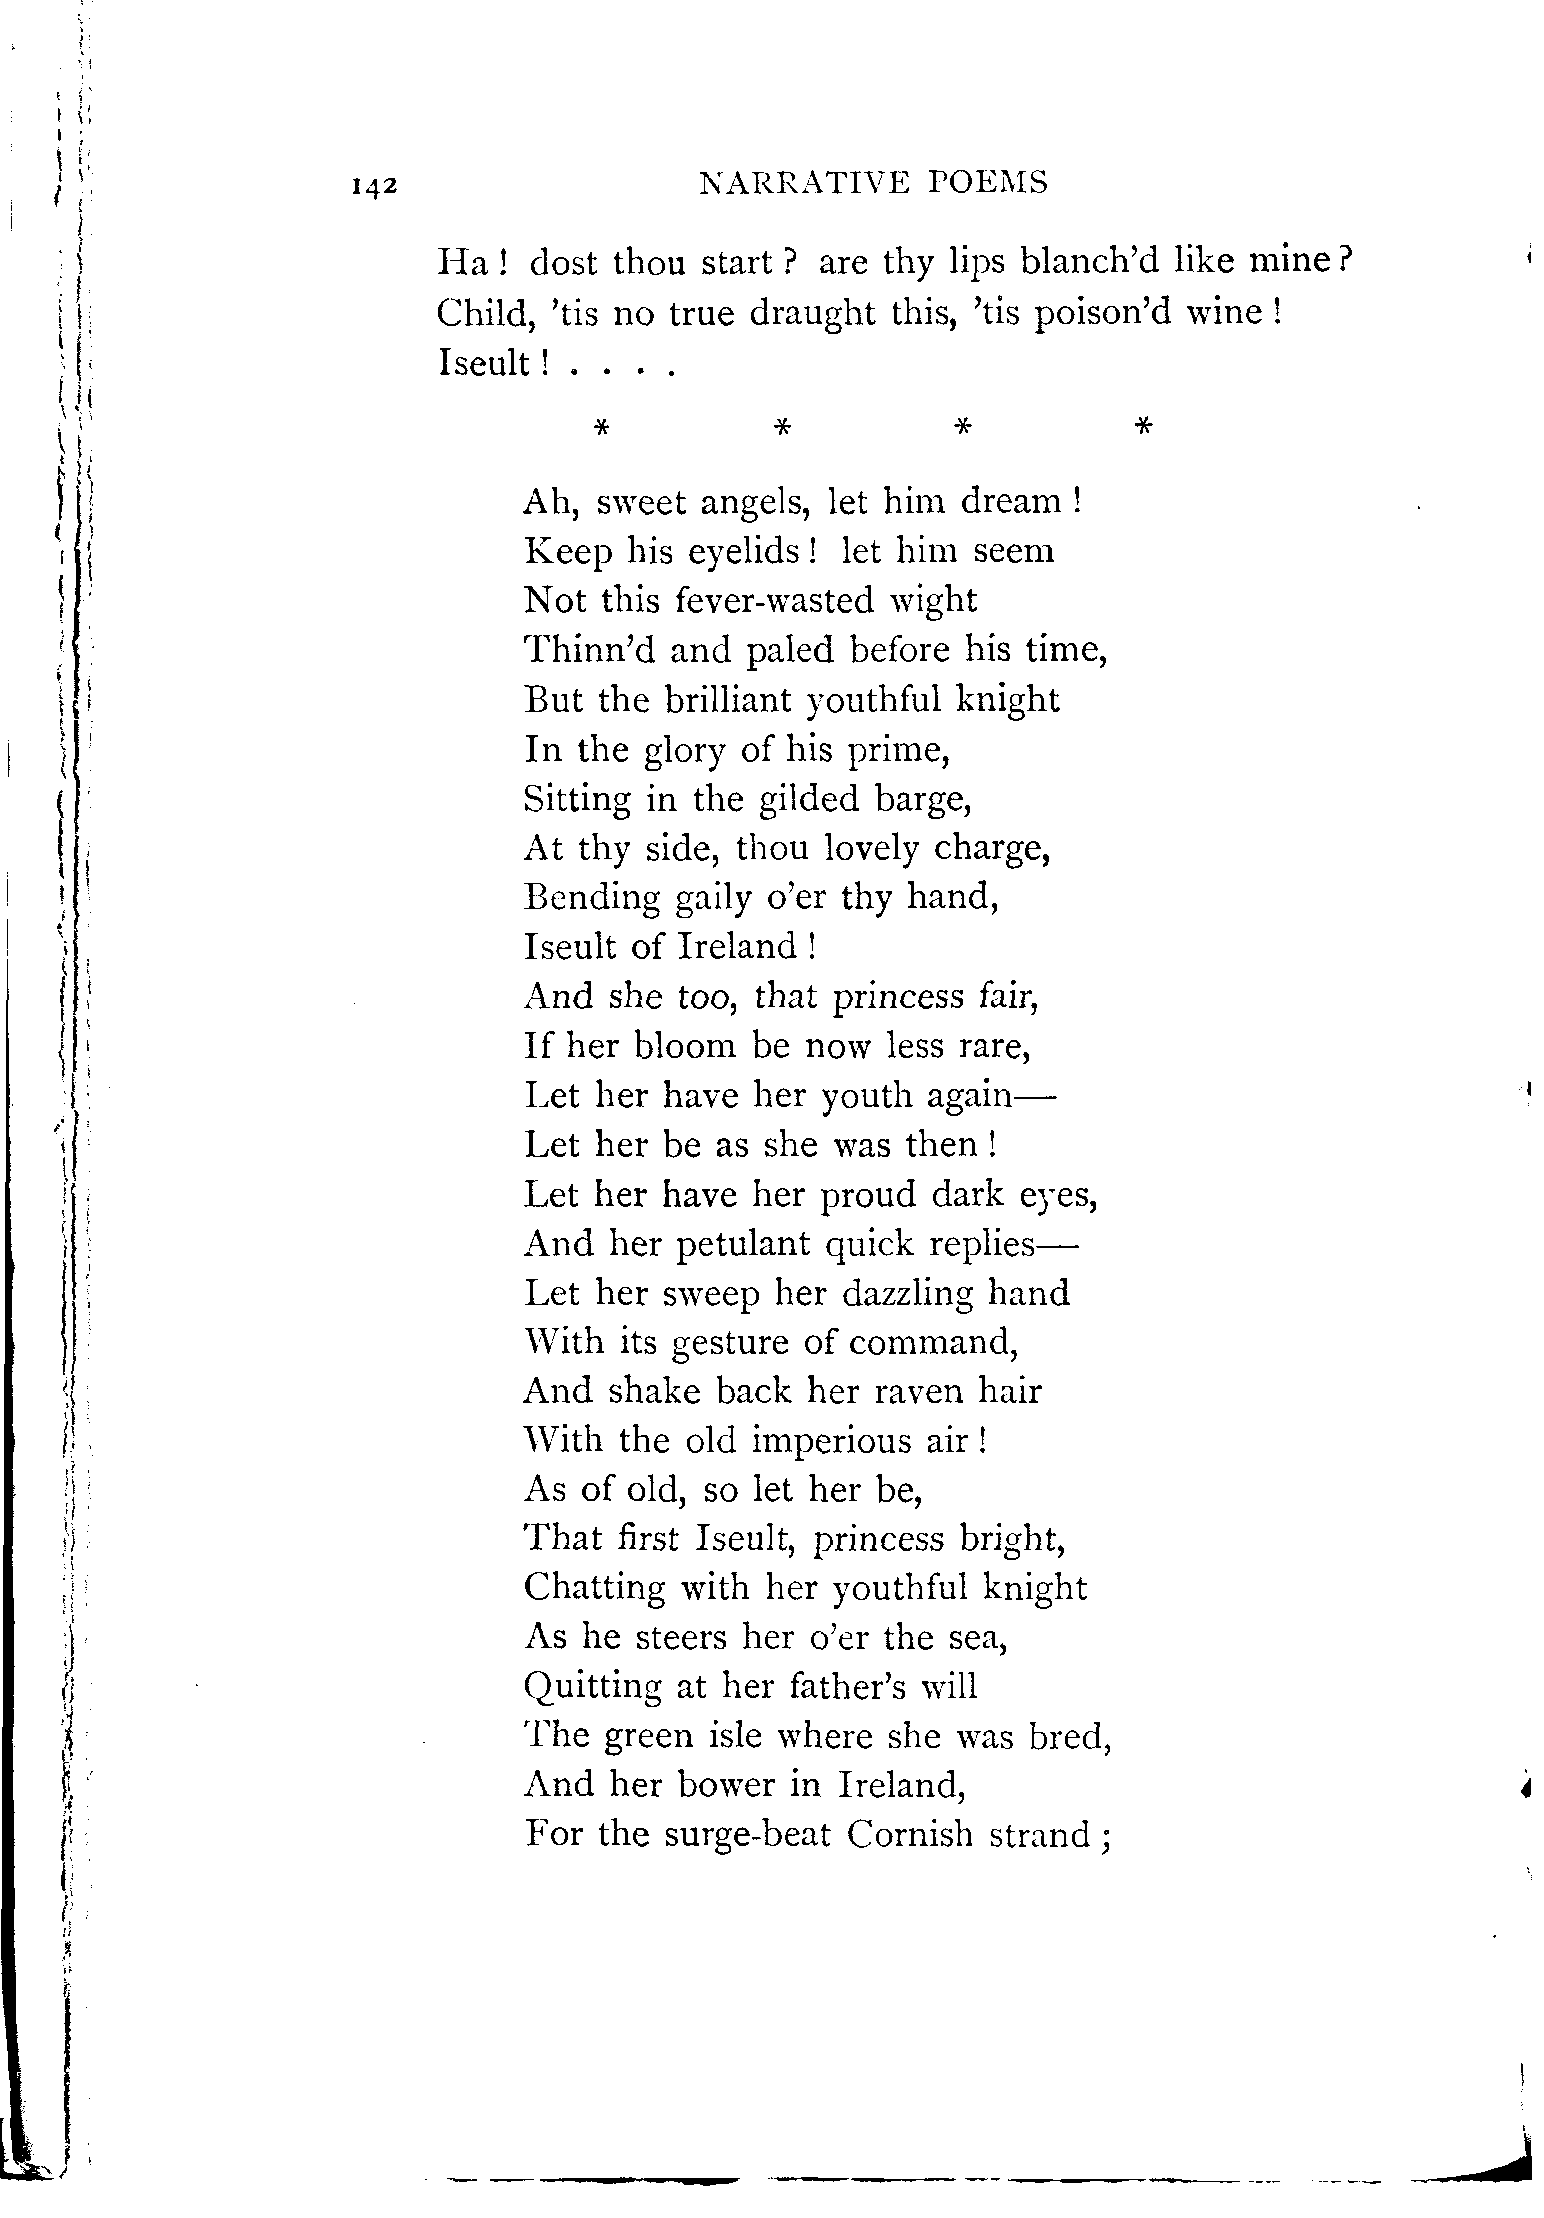 142 NARRATIVE POEMS
Ha! dost thou start? are thy lips blanch'd like mine?
Child, 'tis no true draught this, 'tis poison'd wine!
Iseult! . . . .
* * * *
Ah, sweet angels, let him dream!
Keep his eyelids! let him seem
Not this fever-wasted wight
Thinn'd and paled before his time,
But the brilliant youthful knight
In the glory of his prime,
Sitting in the gilded barge,
At thy side, thou lovely charge,
Bending gaily o'er thy hand,
Iseult of Ireland!
And she too, that princess fair,
If her bloom be now less rare,
Let her have her youth again—
Let her be as she was then!
Let her have her proud dark eyes,
And her petulant quick replies—
Let her sweep her dazzling hand
With its gesture of command,
And shake back her raven hair
With the old imperious air!
As of old, so let her be,
That first Iseult, princess bright,
Chatting with her youthful knight
As he steers her o'er the sea,
Quitting at her father's will
The green isle where she was bred,
And her bower in Ireland,
For the surge-beat Cornish strand;